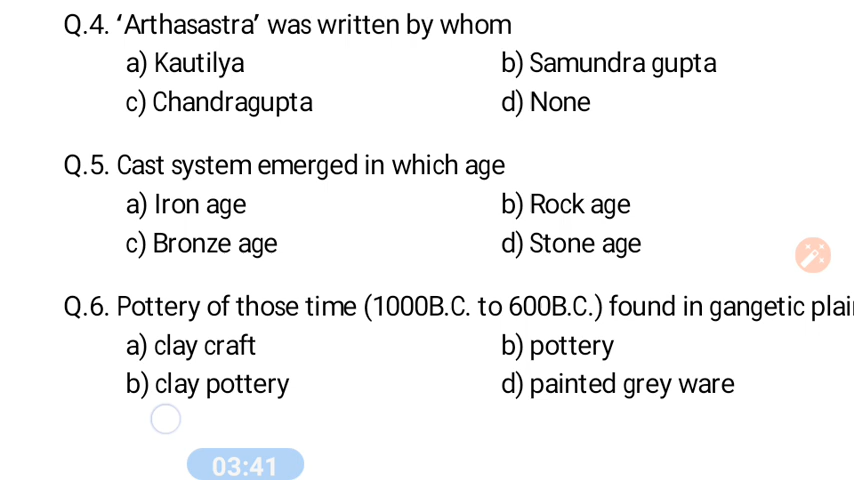 Q.4. ‘Arthasastra’ was written by whom
a) Kautilya b) Samundra gupta
c) Chandragupta d) None
Q.5. Cast system emerged in which age
a) Iron age b) Rock age
c) Bronze age d) Stone age
Q.6. Pottery of those time (1000B.C. to 600B.C.) found in gangetic
a) clay craft b) pottery
b) clay pottery d) painted grey ware
03:41